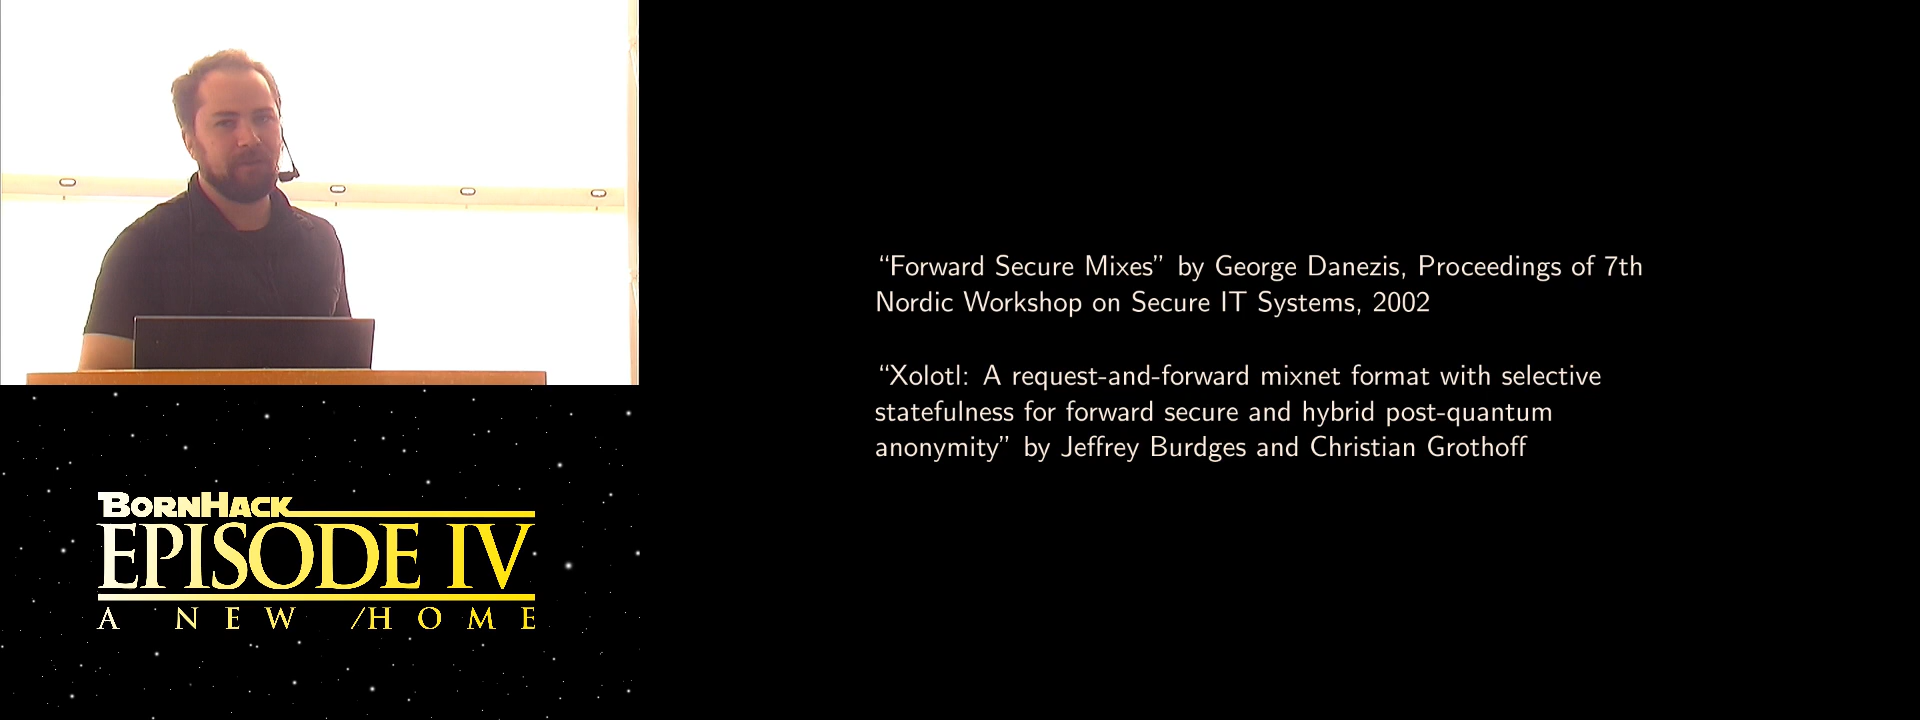 “Forward Secure Mixes” by George Danezis, Proceedings of 7th
Nordic Workshop on Secure IT Systems, 2002
“Xolotl: A request-and-forward mixnet format with selective
statefulness for forward secure and hybrid post-quantum
anonymity” by Jeffrey Burdges and Christian Grothoff
BORNHACK
EPISODE IV
A NEW /HOME